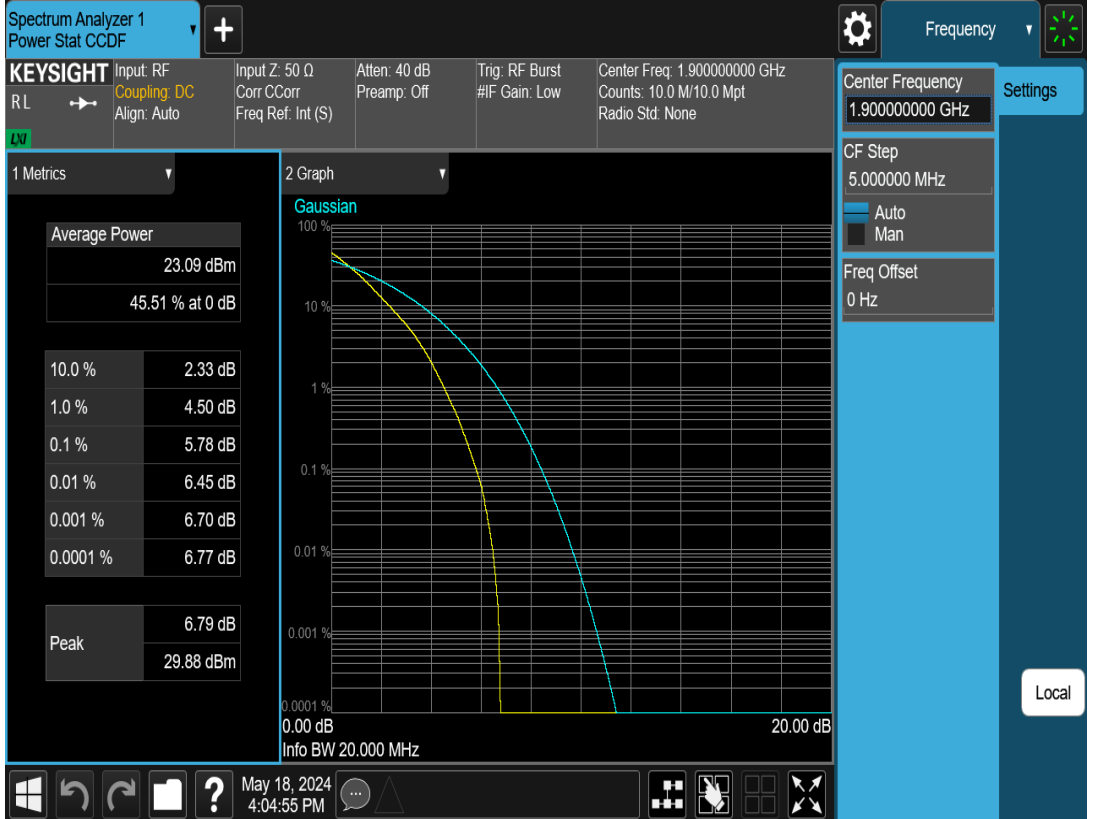 Spectrum Analyzer 1
Power Stat CCDF
+
Frequency
KEYSIGHT
RL
LXI
Input: RF
Coupling: DC
Align: Auto
Input Z: 50 Ω
Corr CCorr
Freq Ref: Int (S)
Atten: 40 dB
Preamp: Off
Trig: RF Burst
#IF Gain: Low
Center Freq: 1.900000000 GHz
Counts: 10.0 M/10.0 Mpt
Radio Std: None
Center Frequency
1.900000000 GHz
Settings
CF Step
5.000000 MHz
Auto
Man
Freq Offset
0 Hz
1 Metrics
Average Power
23.09 dBm
45.51 % at 0 dB
10.0 % 2.33 dB
1.0 % 4.50 dB
0.1 % 5.78 dB
0.01 % 6.45 dB
0.001 % 6.70 dB
0.0001 % 6.77 dB
Peak
6.79 dB
29.88 dBm
2 Graph
Gaussian
100 %
10 %
1 %
0.1 %
0.01 %
0.001 %
0.0001 %
0.00 dB 20.00 dB
Info BW 20.000 MHz
Local
?
May 18, 2024
4:04:55 PM